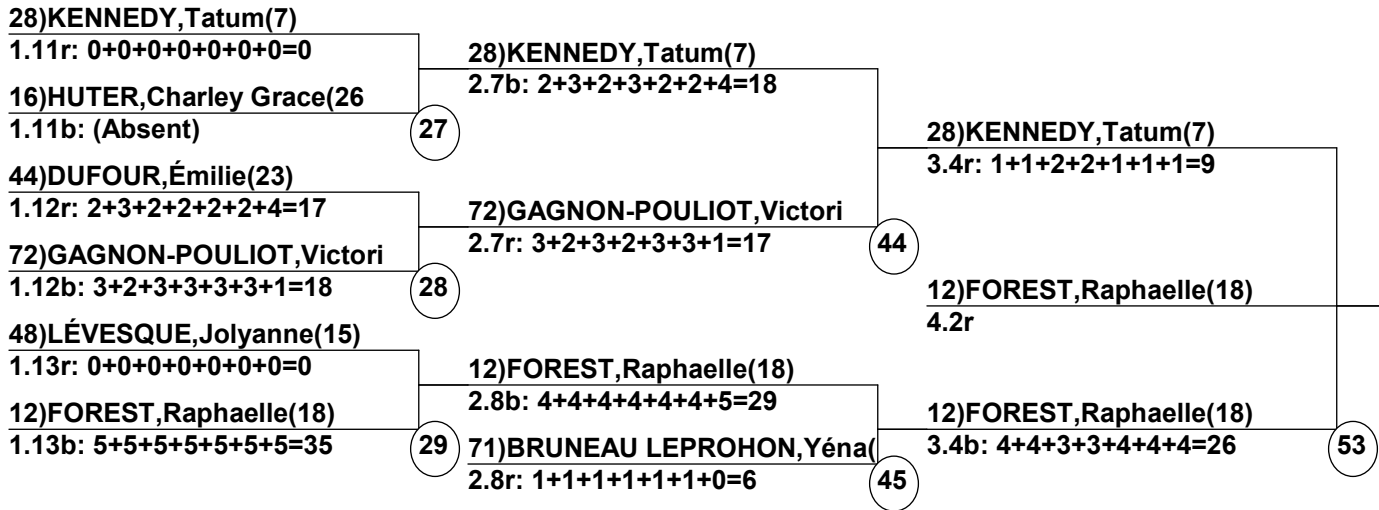 28)KENNEDY,Tatum(7)
1.11r: 0+0+0+0+0+0+0=0
16)HUTER,Charley Grace(26
1.11b: (Absent)
27
44)DUFOUR,Émilie(23)
1.12r: 2+3+2+2+2+2+4=17
72)GAGNON-POULIOT,Victori
1.12b: 3+2+3+3+3+3+1=18
28
48)LÉVESQUE,Jolyanne(15)
1.13r: 0+0+0+0+0+0+0=0
12)FOREST,Raphaelle(18)
1.13b: 5+5+5+5+5+5+5=35
29
28)KENNEDY,Tatum(7)
2.7b: 2+3+2+3+2+2+4=18
72)GAGNON-POULIOT,Victori
2.7r: 3+2+3+2+3+3+1=17
44
12)FOREST,Raphaelle(18)
2.8b: 4+4+4+4+4+4+5=29
71)BRUNEAU LEPROHON,Yéna(
2.8r: 1+1+1+1+1+1+0=6
45
28)KENNEDY,Tatum(7)
3.4r: 1+1+2+2+1+1+1=9
12)FOREST,Raphaelle(18)
4.2r
12)FOREST,Raphaelle(18)
3.4b: 4+4+3+3+4+4+4=26
53